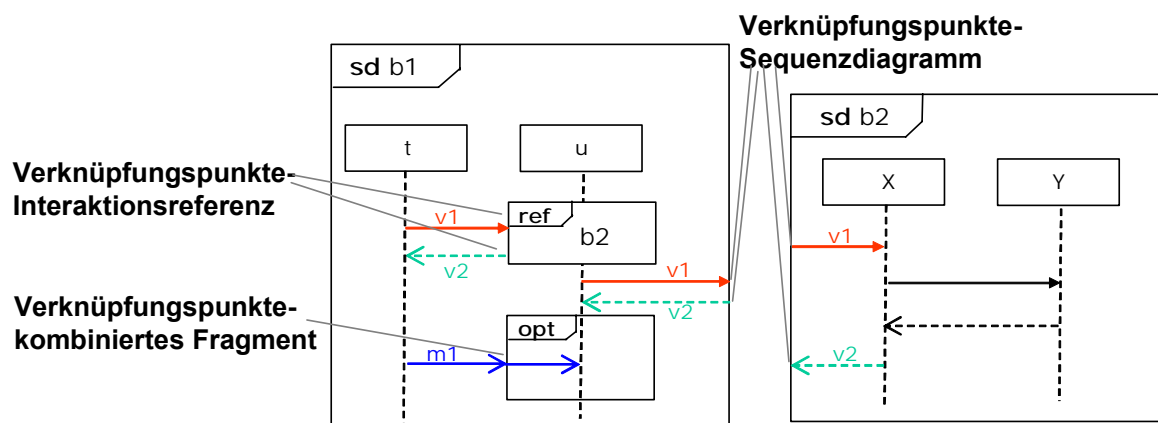 Verknüpfungspunkte-
Sequenzdiagramm
sd b1
t
u
Verknüpfungspunkte-
Interaktionsreferenz
v1
ref
b2
v2
v1
v2
Verknüpfungspunkte-
kombiniertes Fragment
opt
m1
sd b2
X
Y
v1
v2